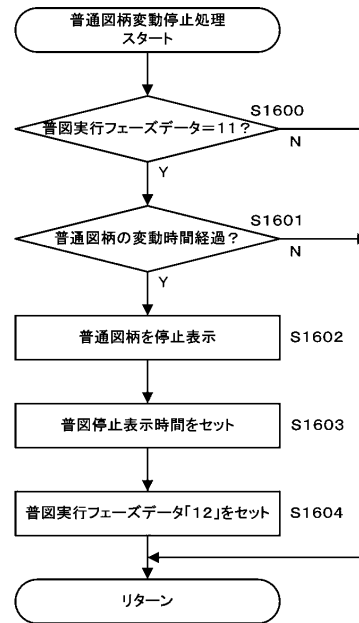 普通図柄変動停止処理
スタート
S1600
普図実行フェーズデータ=11?
N
Y
S1601
普通図柄の変動時間経過?
N
Y
普通図柄を停止表示
S1602
普図停止表示時間をセット
S1603
普図実行フェーズデータ「12」をセット
S1604
リターン